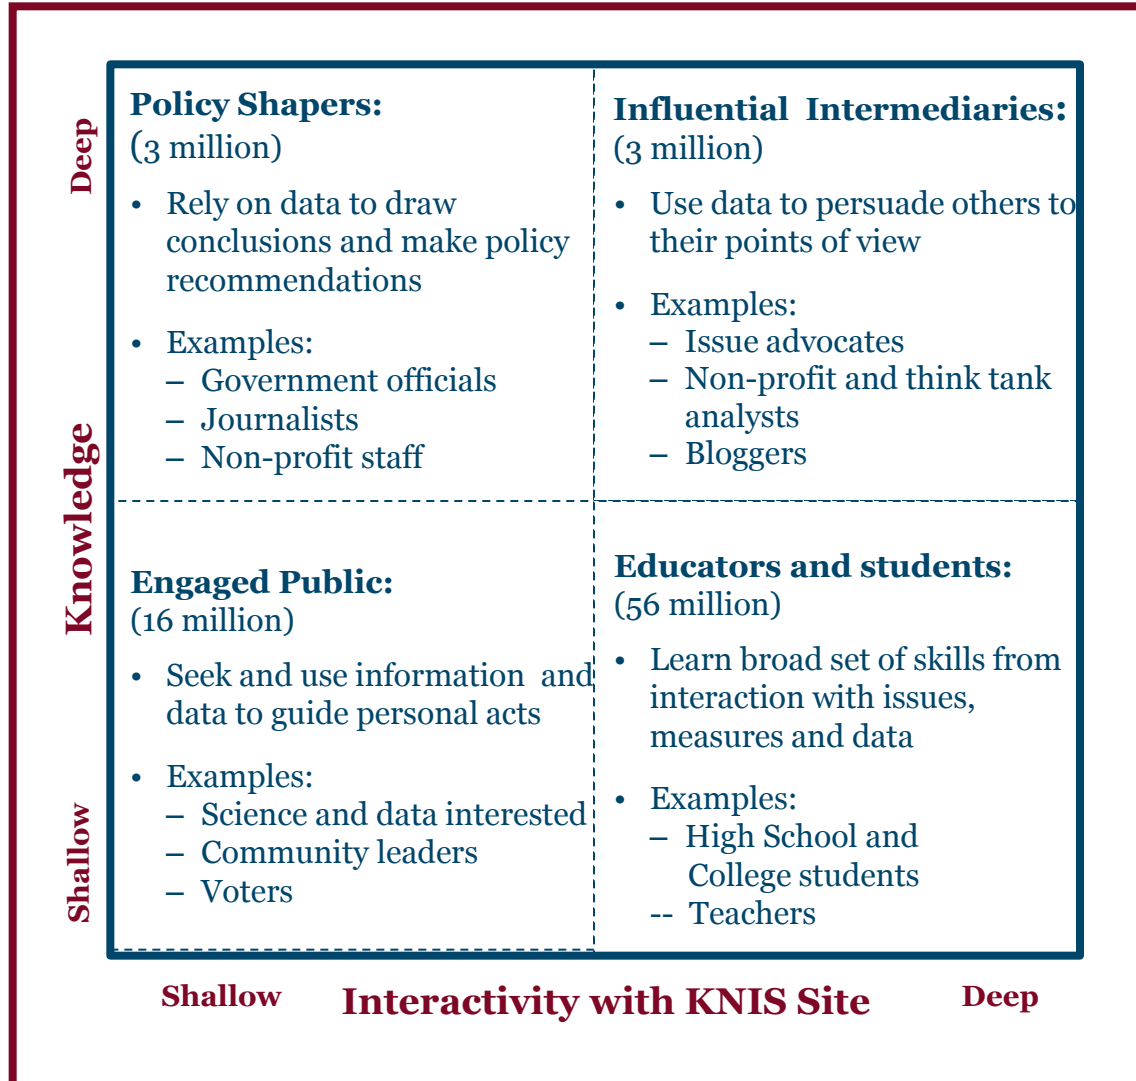 Deep
Knowledge
Shallow
Policy Shapers:
(3 million)
• Rely on data to draw
conclusions and make policy
recommendations
• Examples:
– Government officials
– Journalists
– Non-profit staff
Influential Intermediaries:
(3 million)
• Use data to persuade others to
their points of view
• Examples:
– Issue advocates
– Non-profit and think tank
analysts
– Bloggers
Engaged Public:
(16 million)
• Seek and use information and
data to guide personal acts
• Examples:
– Science and data interested
– Community leaders
– Voters
Educators and students:
(56 million)
• Learn broad set of skills from
interaction with issues,
measures and data
• Examples:
– High School and
College students
-- Teachers
Shallow
Interactivity with KNIS Site
Deep